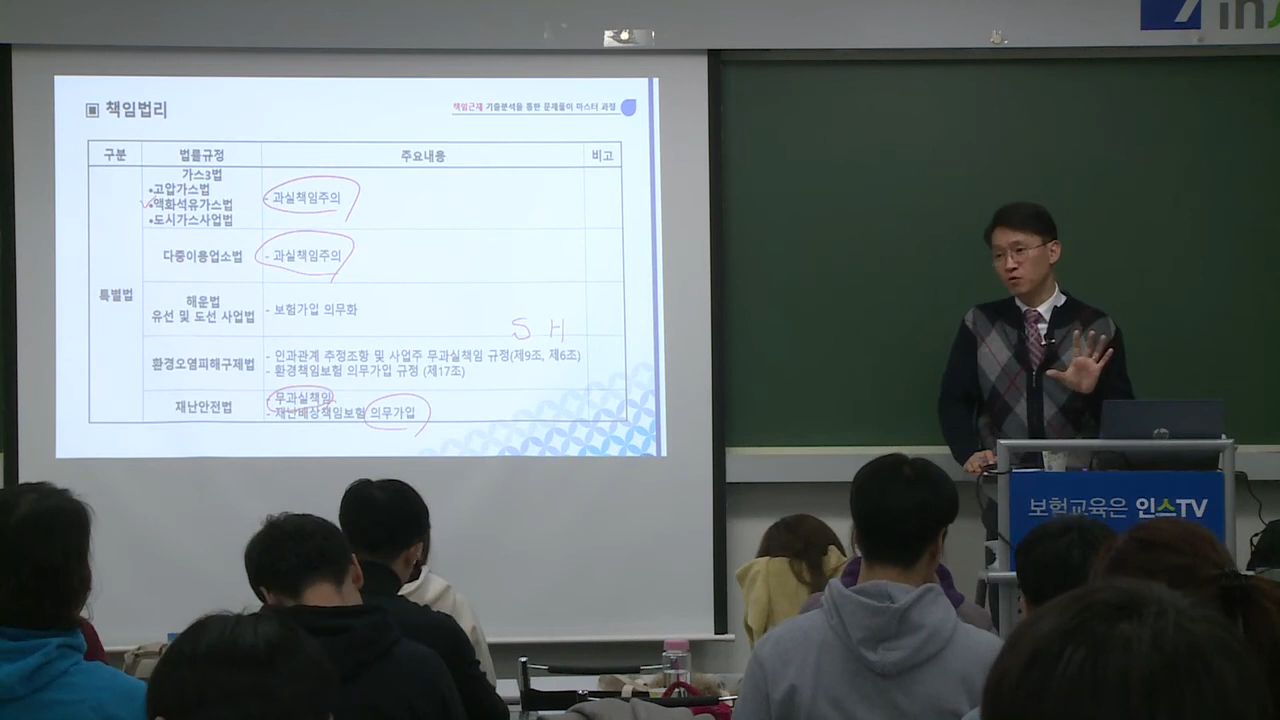 7 in
▣ 책임법리
책임근재 기출분석을 통한 문제풀이 마스터 과정
구분 법률규정 주요내용 비고
특별법
가스3법
•고압가스법
•액화석유가스법
•도시가스사업법
- 과실책임주의
다중이용업소법
- 과실책임주의
해운법
유선 및 도선 사업법
- 보험가입 의무화
S H
환경오염피해구제법
- 인과관계 추정조항 및 사업주 무과실책임 규정(제9조, 제6조)
- 환경책임보험 의무가입 규정 (제17조)
재난안전법
- 무과실책임
- 재난배상책임보험 의무가입
hp
보험교육은 인스TV